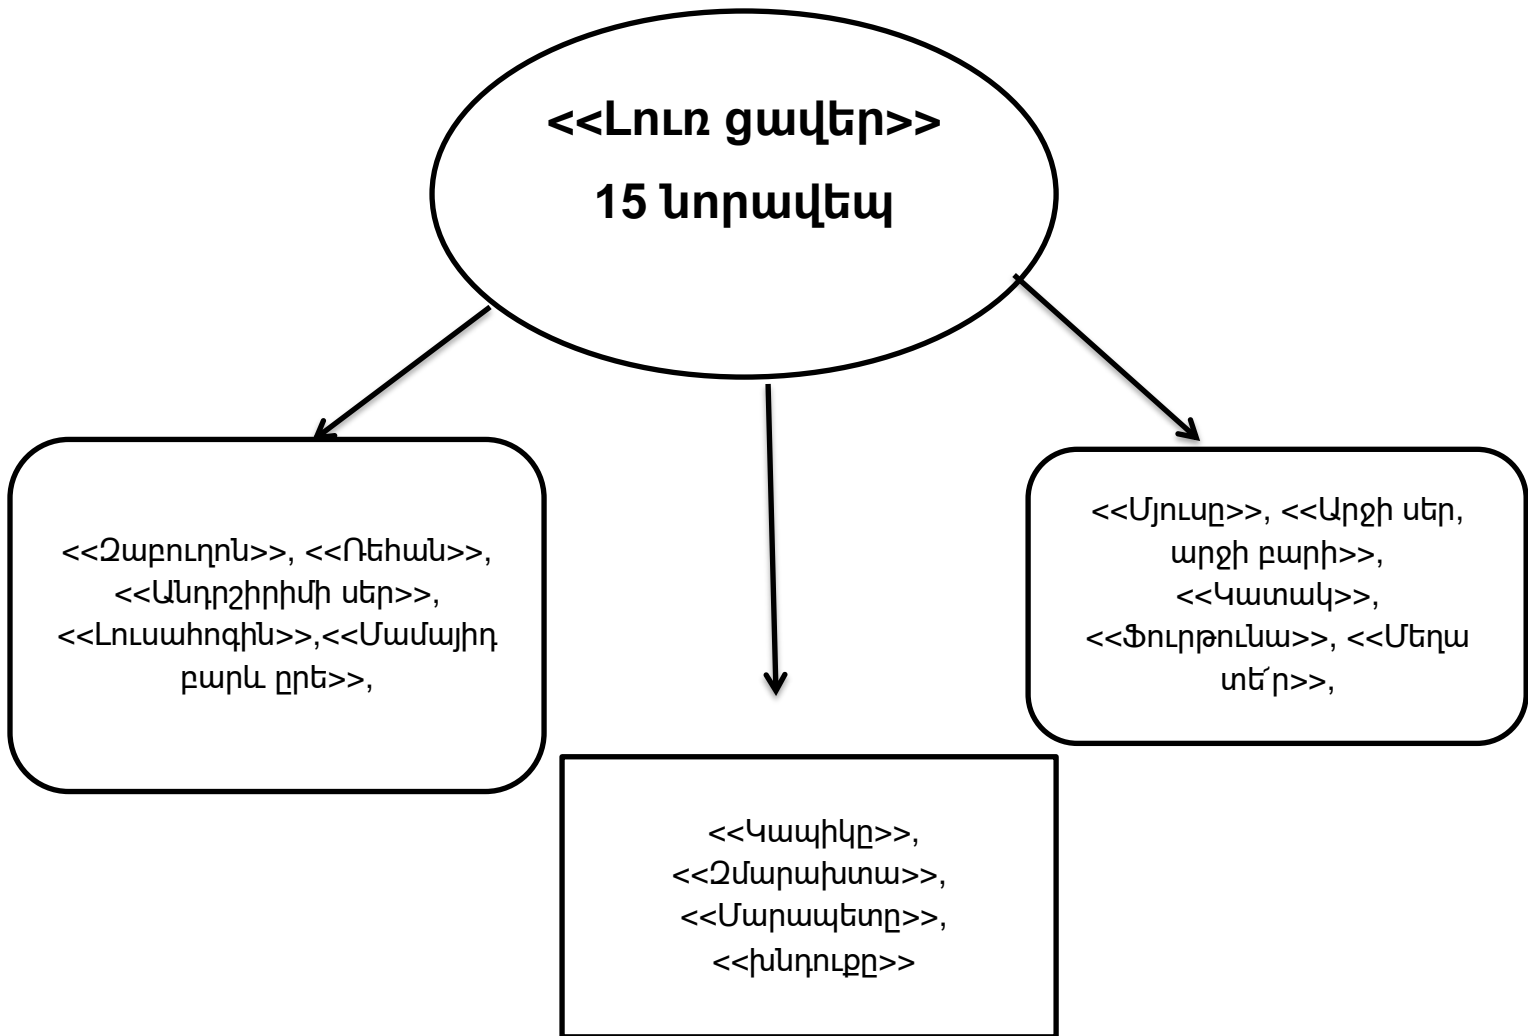 <<Լուռ ցավեր>>
15 նորավեպ
<<Զաբուղոն>>, <<Ռեհան>>,
<<Անդրշիրիմի սեր>>,
<<Լուսահոգին>>,<<Մամայիդ
բարև ըրե>>,
<<Կապիկը>>,
<<Զմարախտա>>,
<<Մարապետը>>,
<<խնդուքը>>
<<Մյուսը>>, <<Արջի սեր,
արջի բարի>>,
<<Կատակ>>,
<<Ֆուրթունա>>, <<Մեղա
տե՜ր>>,